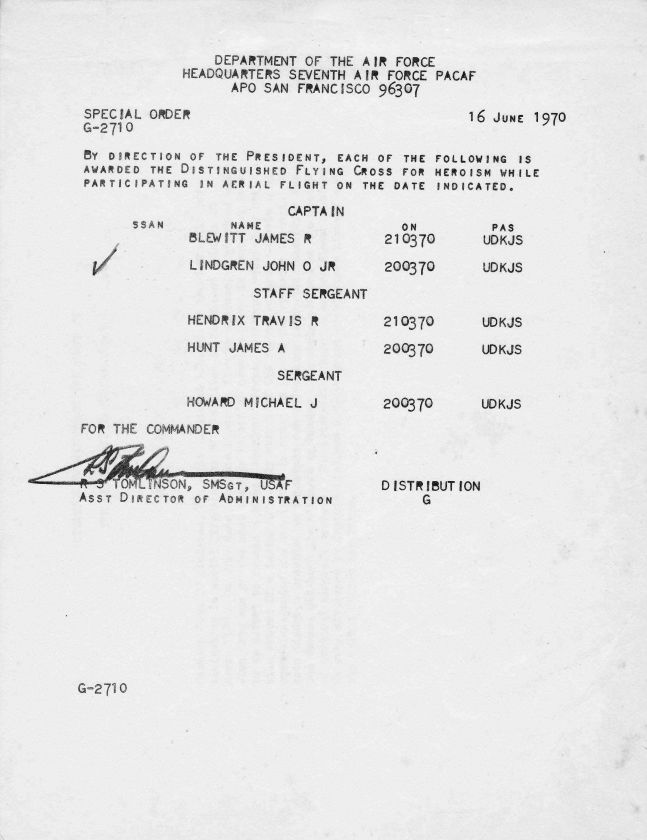 DEPARTMENT OF THE AIR FORCE
HEADQUARTERS SEVENTH AIR FORCE PACAF
APO SAN FRANCISCO 96307
SPECIAL ORDER 16 JUNE 1970
G-2710
BY DIRECTION OF THE PRESIDENT, EACH OF THE FOLLOWING IS
AWARDED THE DISTINGUISHED FLYING CROSS FOR HEROISM WHILE
PARTICIPATING IN AERIAL FLIGHT ON THE DATE INDICATED.
CAPTAIN
SSAN NAME ON PAS
BLEWITT JAMES R 210370 UDKJS
LINDGREN JOHN O JR 200370 UDKJS
STAFF SERGEANT
HENDRIX TRAVIS R 210370 UDKJS
HUNT JAMES A 200370 UDKJS
SERGEANT
HOWARD MICHAEL J 200370 UDKJS
FOR THE COMMANDER
R S TOMLINSON, SMSGT, USAF DISTRIBUTION
ASST DIRECTOR OF ADMINISTRATION G
G-2710